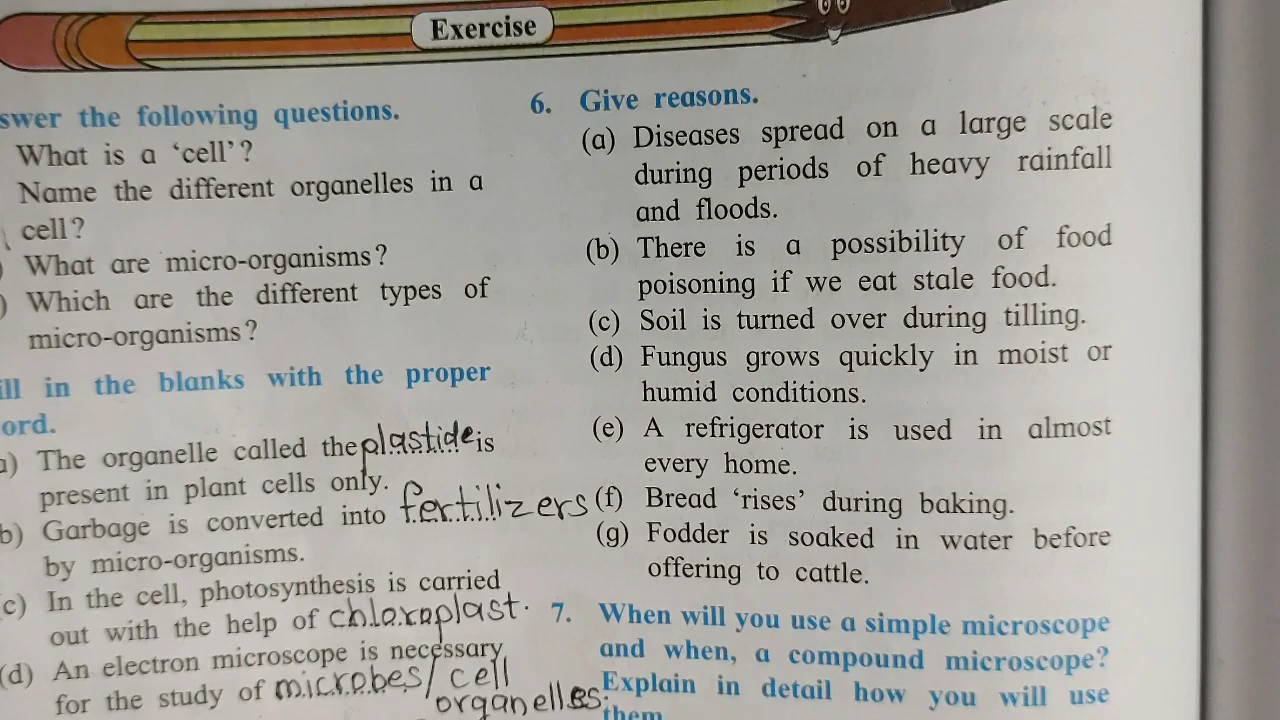 Exercise
swer the following questions.
What is a ‘cell’?
Name the different organelles in a
cell?
) What are micro-organisms?
) Which are the different types of
micro-organisms?
ill in the blanks with the proper
ord.
a) The organelle called the plastide is
present in plant cells only.
b) Garbage is converted into fertilizers
by micro-organisms.
(c) In the cell, photosynthesis is carried
out with the help of chloroplast.
(d) An electron microscope is necessary
for the study of microbes/cell
organelles.
6. Give reasons.
(a) Diseases spread on a large scale
during periods of heavy rainfall
and floods.
(b) There is a possibility of food
poisoning if we eat stale food.
(c) Soil is turned over during tilling.
(d) Fungus grows quickly in moist or
humid conditions.
(e) A refrigerator is used in almost
every home.
(f) Bread ‘rises’ during baking.
(g) Fodder is soaked in water before
offering to cattle.
7. When will you use a simple microscope
and when, a compound microscope?
Explain in detail how you will use
them